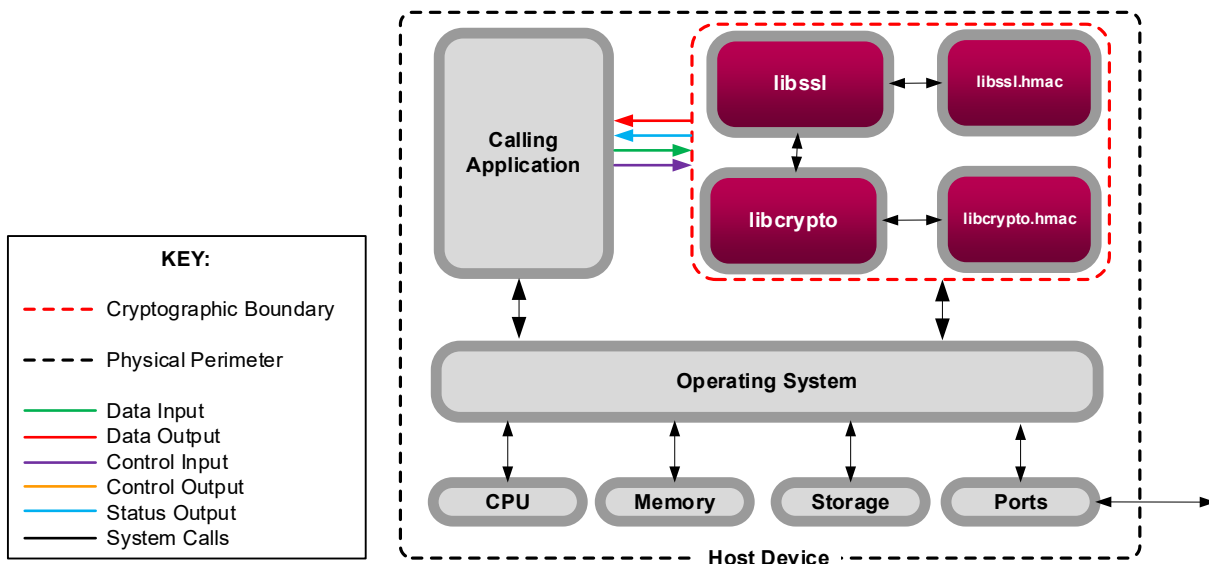 Calling
Application
libssl
libssl.hmac
libcrypto
libcrypto.hmac
KEY:
Cryptographic Boundary
Physical Perimeter
Data Input
Data Output
Control Input
Control Output
Status Output
System Calls
Operating System
CPU
Memory
Storage
Ports
Host Device